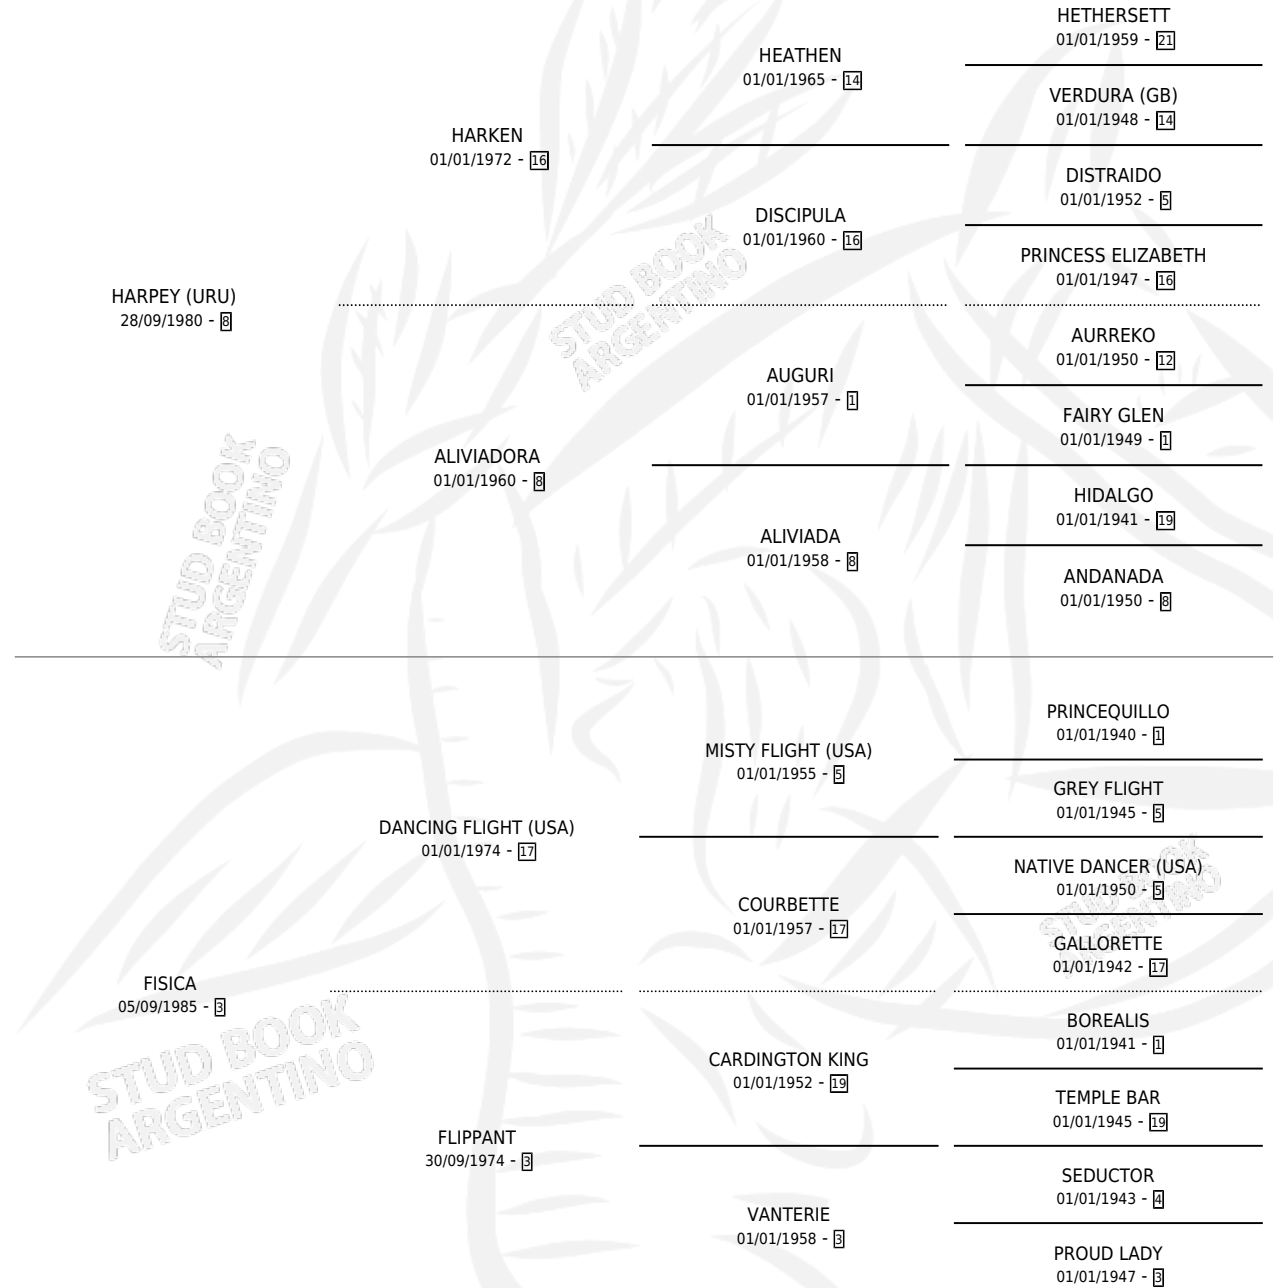 HETHERSETT
01/01/1959 - 21
HEATHEN
01/01/1965 - 14
VERDURA (GB)
01/01/1948 - 14
HARKEN
01/01/1972 - 16
DISTRAIDO
01/01/1952 - 5
DISCIPULA
01/01/1960 - 16
PRINCESS ELIZABETH
01/01/1947 - 16
HARPEY (URU)
28/09/1980 - 8
STUD BOOK
ARGENTINO
AURREKO
01/01/1950 - 12
AUGURI
01/01/1957 - 1
FAIRY GLEN
01/01/1949 - 1
ALIVIADORA
01/01/1960 - 8
HIDALGO
01/01/1941 - 19
ALIVIADA
01/01/1958 - 8
ANDANADA
01/01/1950 - 8
STUD BOOK
ARGENTINO
PRINCEQUILLO
01/01/1940 - 1
MISTY FLIGHT (USA)
01/01/1955 - 5
GREY FLIGHT
01/01/1945 - 5
DANCING FLIGHT (USA)
01/01/1974 - 17
NATIVE DANCER (USA)
01/01/1950 - 5
COURBETTE
01/01/1957 - 17
STUD BOOK
ARGENTINO
GALLORETTE
01/01/1942 - 17
FISICA
05/09/1985 - 3
BOREALIS
01/01/1941 - 1
STUD BOOK
ARGENTINO
CARDINGTON KING
01/01/1952 - 19
TEMPLE BAR
01/01/1945 - 19
FLIPPANT
30/09/1974 - 3
SEDUCTOR
01/01/1943 - 4
VANTERIE
01/01/1958 - 3
PROUD LADY
01/01/1947 - 3